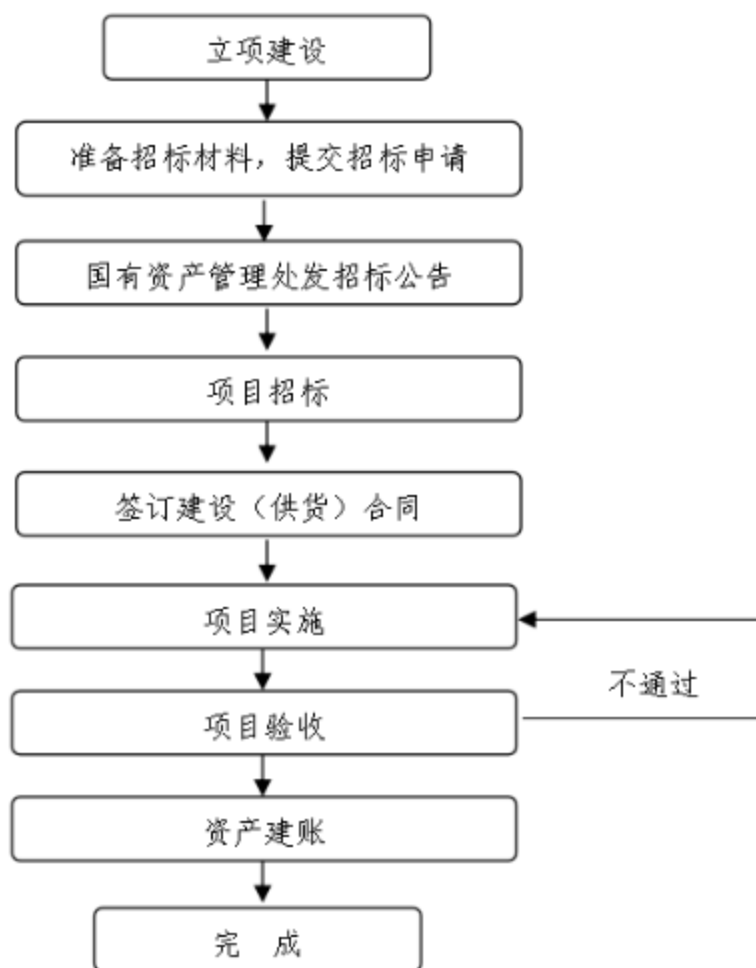 立项建设
准备招标材料，提交招标申请
国有资产管理处发招标公告
项目招标
签订建设（供货）合同
项目实施
不通过
项目验收
资产建账
完 成